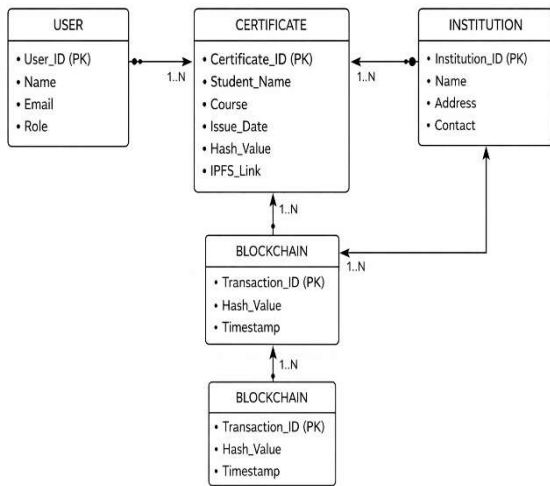 USER
• User_ID (PK)
• Name
• Email
• Role
1..N
CERTIFICATE
• Certificate_ID (PK)
• Student_Name
• Course
• Issue_Date
• Hash_Value
• IPFS_Link
1..N
INSTITUTION
• Institution_ID (PK)
• Name
• Address
• Contact
1..N
BLOCKCHAIN
• Transaction_ID (PK)
• Hash_Value
• Timestamp
1..N
1..N
BLOCKCHAIN
• Transaction_ID (PK)
• Hash_Value
• Timestamp